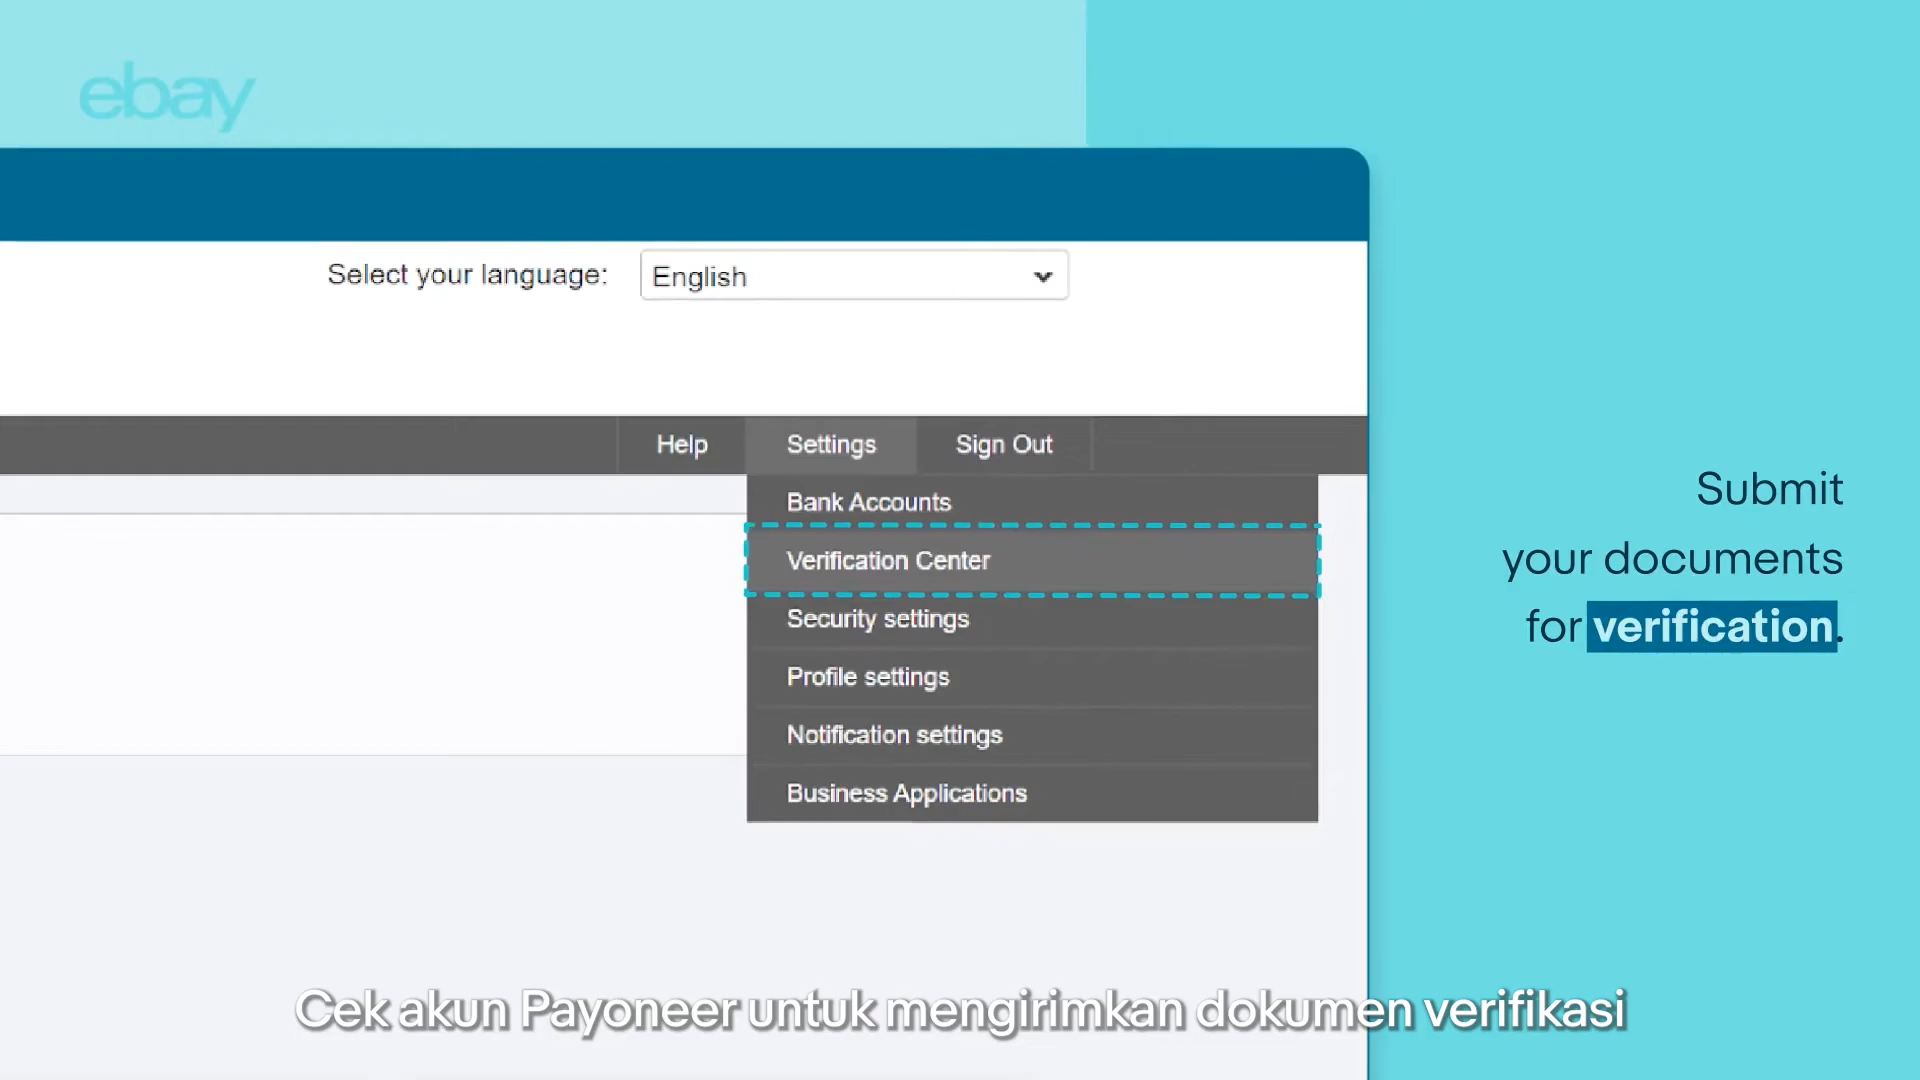 ebay
Select your language:
English
Help
Settings
Sign Out
Bank Accounts
Verification Center
Security settings
Profile settings
Notification settings
Business Applications
Submit
your documents
for verification.
Cek akun Payoneer untuk mengirimkan dokumen verifikasi